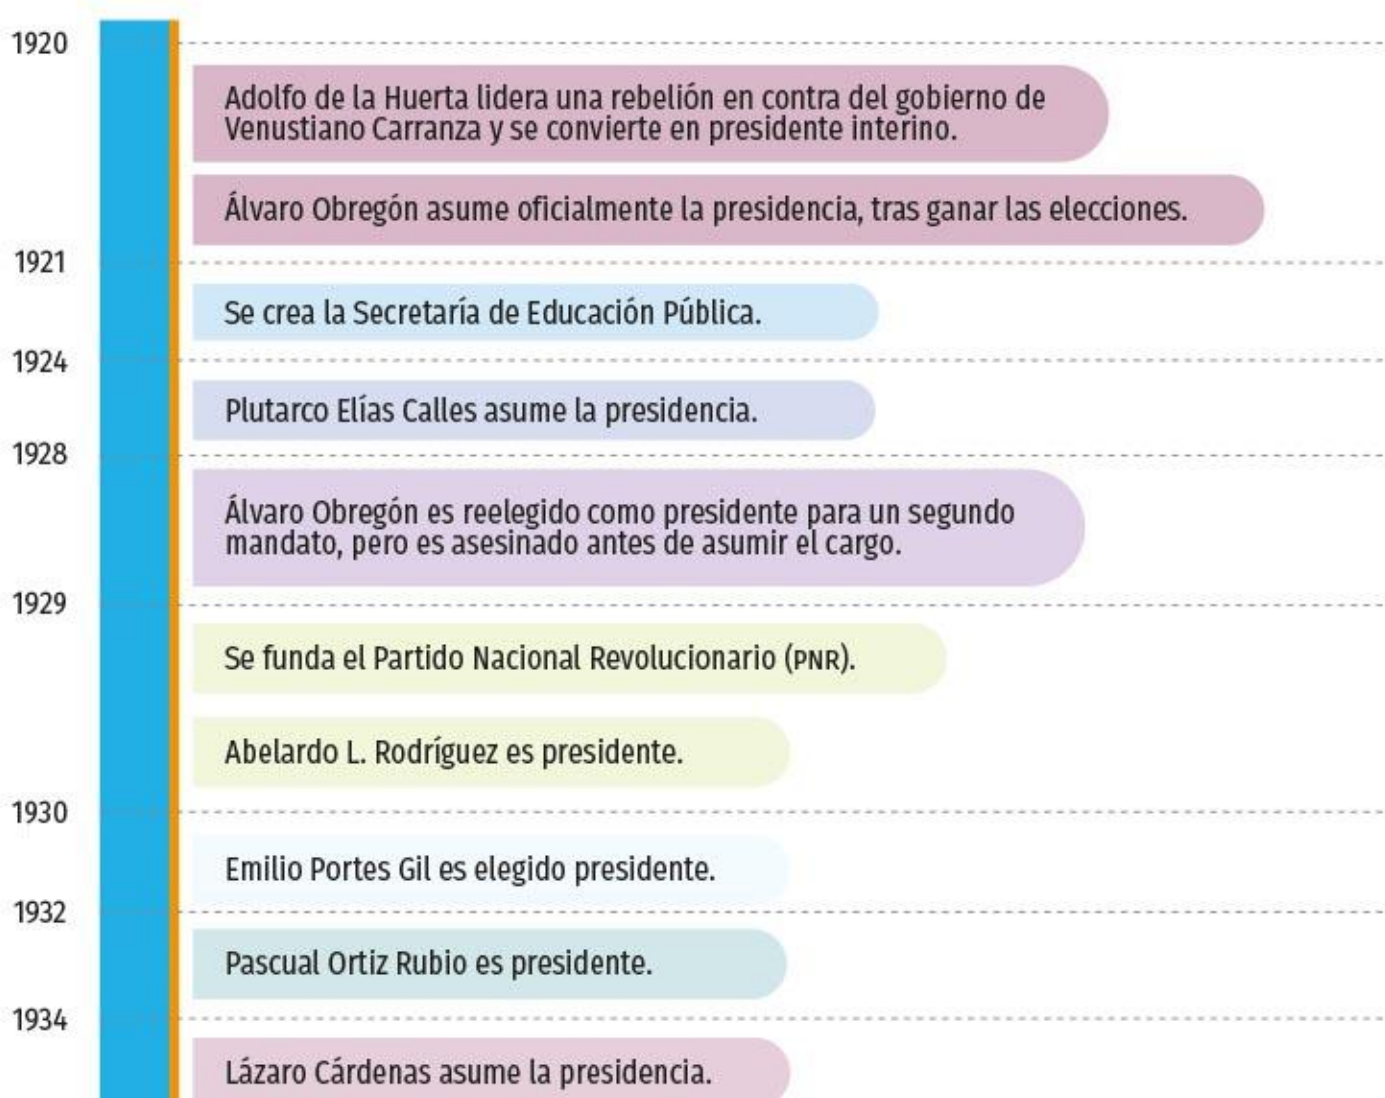 1920
Adolfo de la Huerta lidera una rebelión en contra del gobierno de
Venustiano Carranza y se convierte en presidente interino.
Álvaro Obregón asume oficialmente la presidencia, tras ganar las elecciones.
1921
Se crea la Secretaría de Educación Pública.
1924
Plutarco Elías Calles asume la presidencia.
1928
Álvaro Obregón es reelegido como presidente para un segundo
mandato, pero es asesinado antes de asumir el cargo.
1929
Se funda el Partido Nacional Revolucionario (PNR).
Abelardo L. Rodríguez es presidente.
1930
Emilio Portes Gil es elegido presidente.
1932
Pascual Ortiz Rubio es presidente.
1934
Lázaro Cárdenas asume la presidencia.